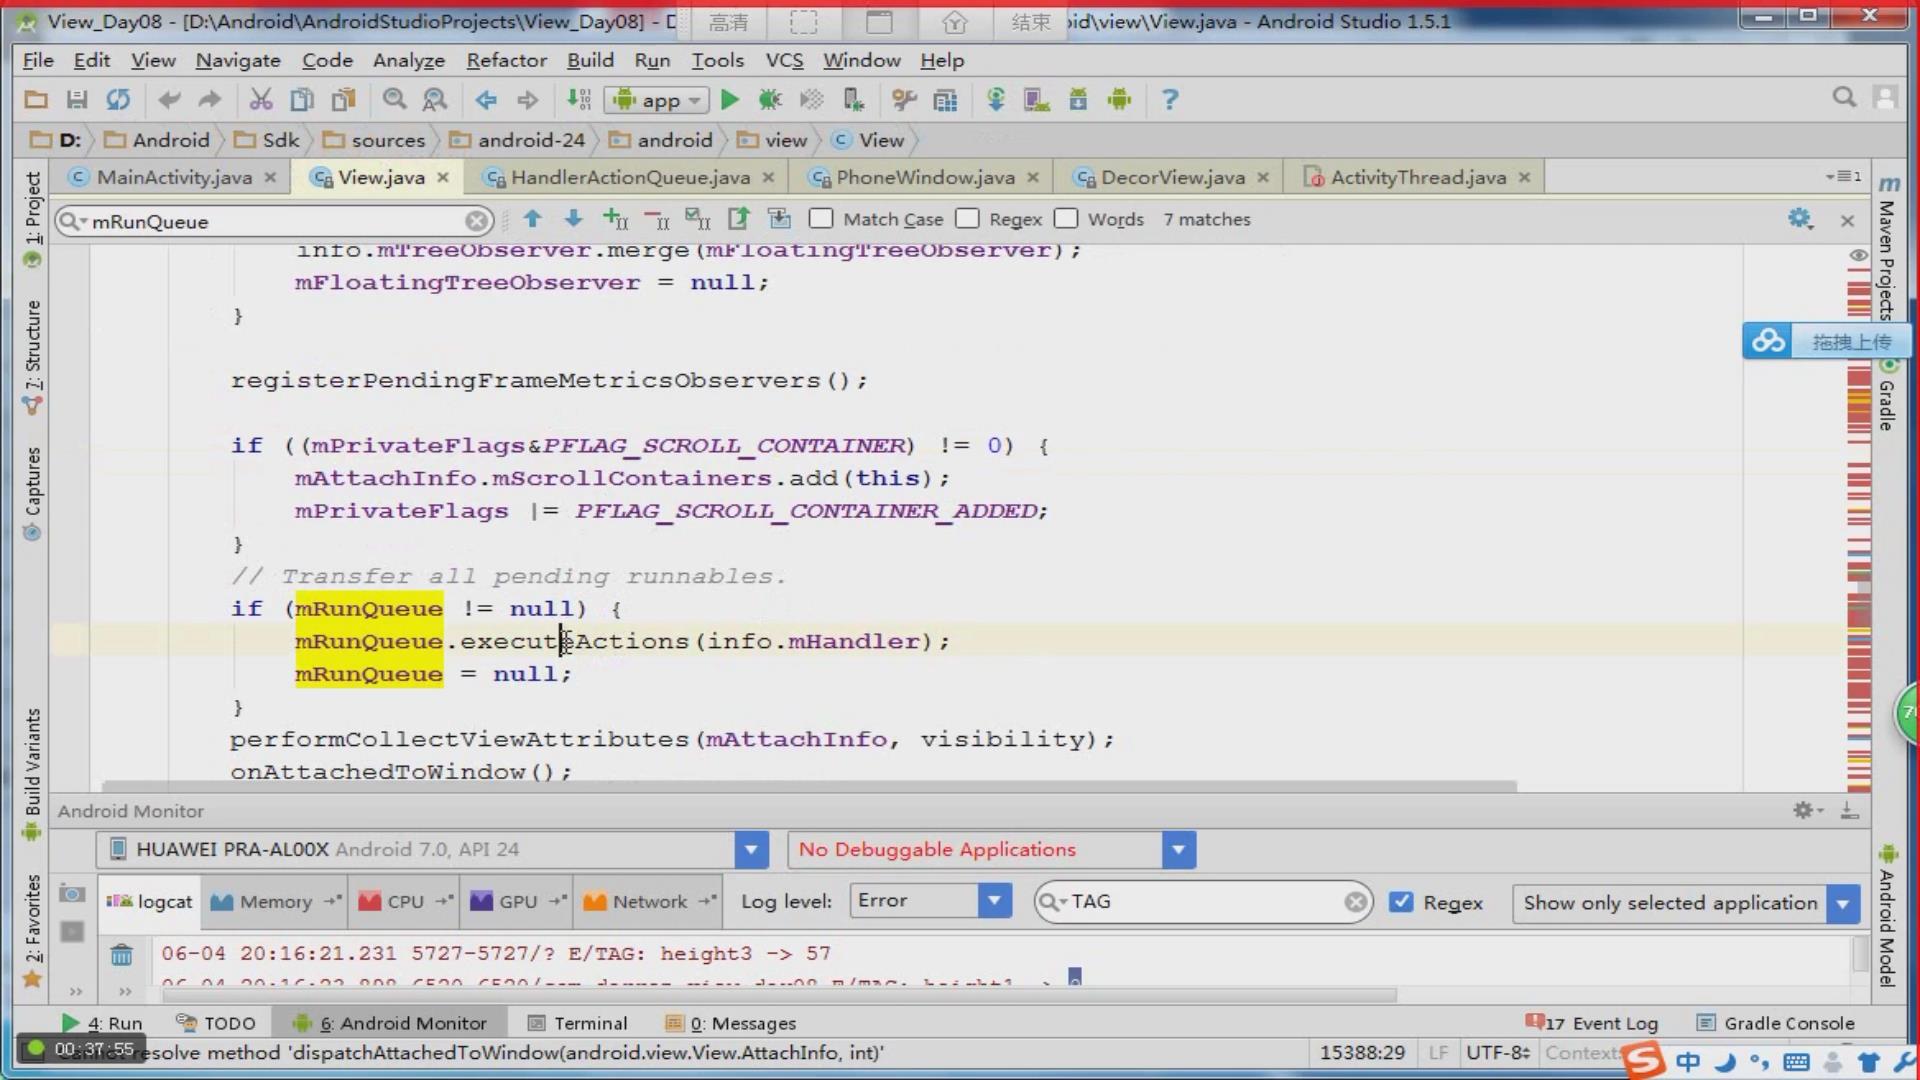 View_Day08 - [D:\Android\AndroidStudioProjects\View_Day08] - D
高清
结束
oid\view\View.java - Android Studio 1.5.1
File Edit View Navigate Code Analyze Refactor Build Run Tools VCS Window Help
app
D: Android Sdk sources android-24 android view View
MainActivity.java View.java HandlerActionQueue.java PhoneWindow.java DecorView.java ActivityThread.java
mRunQueue Match Case Regex Words 7 matches
info.mTreeObserver.merge(mFloatingTreeObserver);
mFloatingTreeObserver = null;
}
registerPendingFrameMetricsObservers();
if ((mPrivateFlags&PFLAG_SCROLL_CONTAINER) != 0) {
mAttachInfo.mScrollContainers.add(this);
mPrivateFlags |= PFLAG_SCROLL_CONTAINER_ADDED;
}
// Transfer all pending runnables.
if (mRunQueue != null) {
mRunQueue.executeActions(info.mHandler);
mRunQueue = null;
}
performCollectViewAttributes(mAttachInfo, visibility);
onAttachedToWindow();
1: Project
7: Structure
Captures
Build Variants
2: Favorites
Maven Projects
拖拽上传
Gradle
Android Model
Android Monitor
HUAWEI PRA-AL00X Android 7.0, API 24
No Debuggable Applications
logcat Memory CPU GPU Network Log level: Error TAG Regex Show only selected application
06-04 20:16:21.231 5727-5727/? E/TAG: height3 -> 57
4: Run TODO 6: Android Monitor Terminal 0: Messages 17 Event Log Gradle Console
00:37:55
resolve method 'dispatchAttachedToWindow(android.view.View.AttachInfo, int)'
15388:29 LF UTF-8 Context:
中